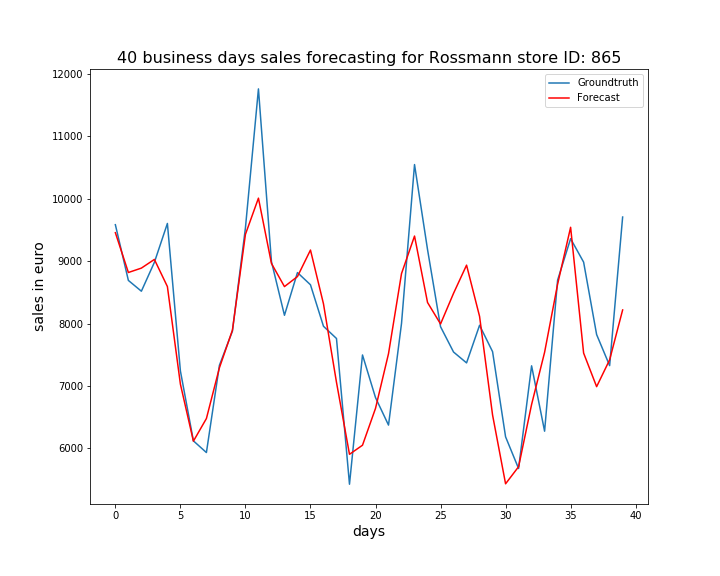 40 business days sales forecasting for Rossmann store ID: 865
Groundtruth
Forecast
sales in euro
12000
11000
10000
9000
8000
7000
6000
0 5 10 15 20 25 30 35 40
days